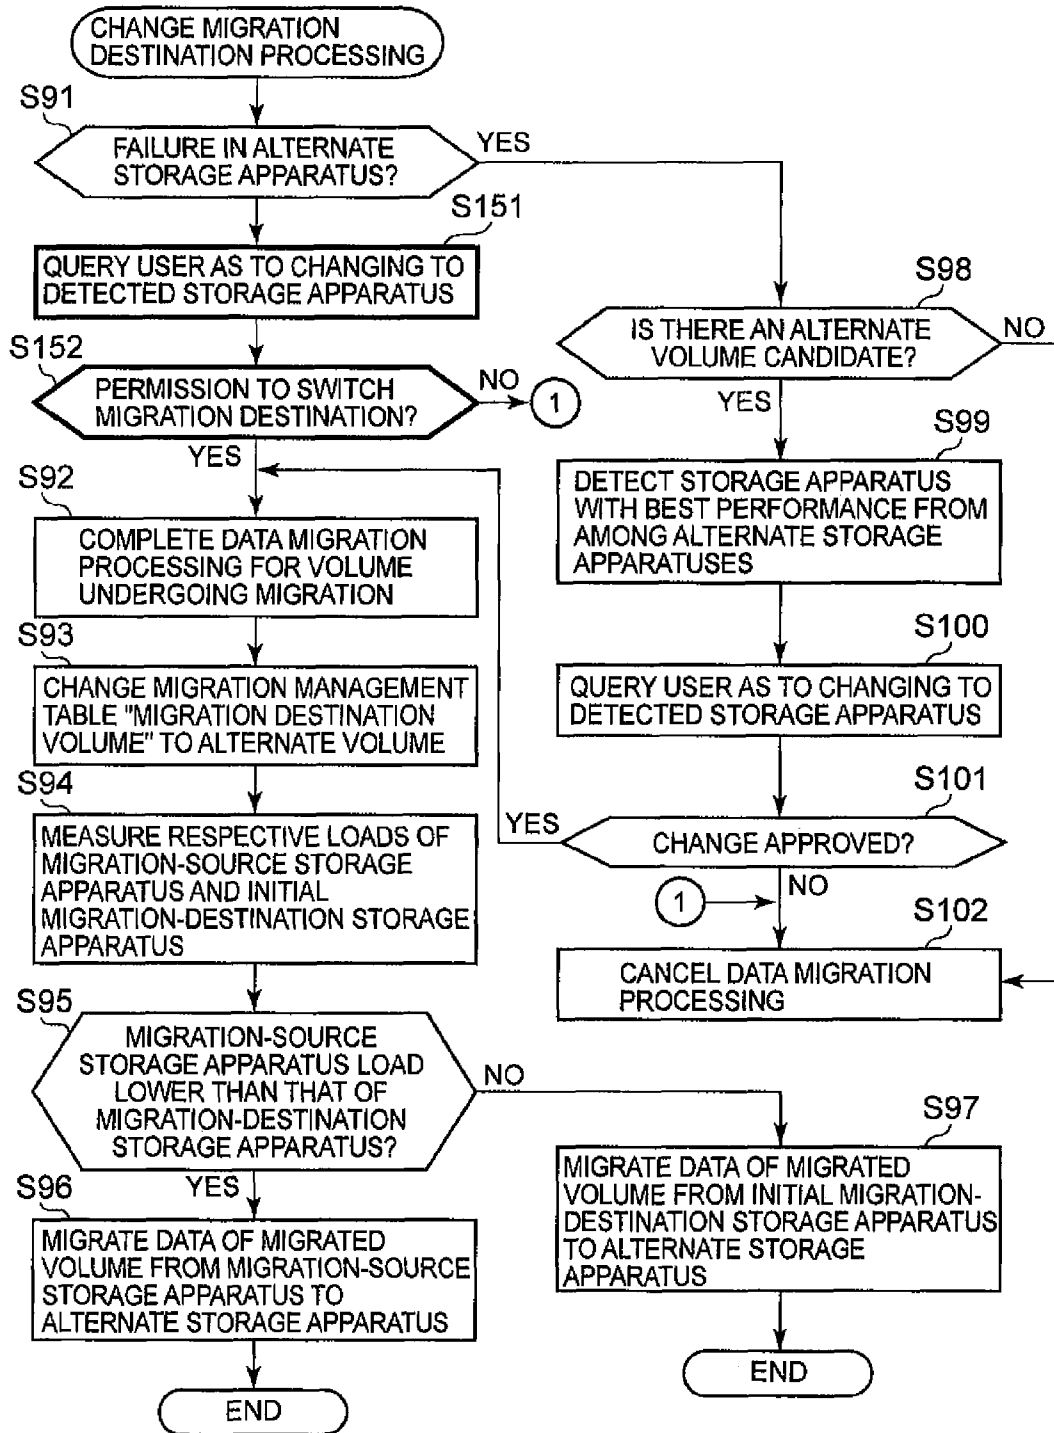 CHANGE MIGRATION
DESTINATION PROCESSING
S91
FAILURE IN ALTERNATE
STORAGE APPARATUS?
YES
S151
QUERY USER AS TO CHANGING TO
DETECTED STORAGE APPARATUS
S152
PERMISSION TO SWITCH
MIGRATION DESTINATION?
NO
1
YES
S92
COMPLETE DATA MIGRATION
PROCESSING FOR VOLUME
UNDERGOING MIGRATION
S93
CHANGE MIGRATION MANAGEMENT
TABLE "MIGRATION DESTINATION
VOLUME" TO ALTERNATE VOLUME
S94
MEASURE RESPECTIVE LOADS OF
MIGRATION-SOURCE STORAGE
APPARATUS AND INITIAL
MIGRATION-DESTINATION STORAGE
APPARATUS
S95
MIGRATION-SOURCE
STORAGE APPARATUS LOAD
LOWER THAN THAT OF
MIGRATION-DESTINATION
STORAGE APPARATUS?
NO
YES
S96
MIGRATE DATA OF MIGRATED
VOLUME FROM MIGRATION-SOURCE
STORAGE APPARATUS TO
ALTERNATE STORAGE APPARATUS
END
S98
IS THERE AN ALTERNATE
VOLUME CANDIDATE?
NO
YES
S99
DETECT STORAGE APPARATUS
WITH BEST PERFORMANCE FROM
AMONG ALTERNATE STORAGE
APPARATUSES
S100
QUERY USER AS TO CHANGING TO
DETECTED STORAGE APPARATUS
S101
YES
CHANGE APPROVED?
NO
1
S102
CANCEL DATA MIGRATION
PROCESSING
S97
MIGRATE DATA OF MIGRATED
VOLUME FROM INITIAL MIGRATION-
DESTINATION STORAGE APPARATUS
TO ALTERNATE STORAGE
APPARATUS
END